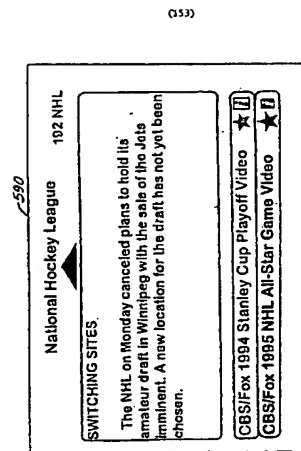 (153)
590
National Hockey League 192 NHL
SWITCHING SITES.
The NHL on Monday canceled plans to hold its
amateur draft in Winnipeg with the sale of the Jets
imminent. A new location for the draft has not yet been
chosen.
CBS/Fox 1994 Stanley Cup Playoff Video
CBS/Fox 1995 NHL All-Star Game Video